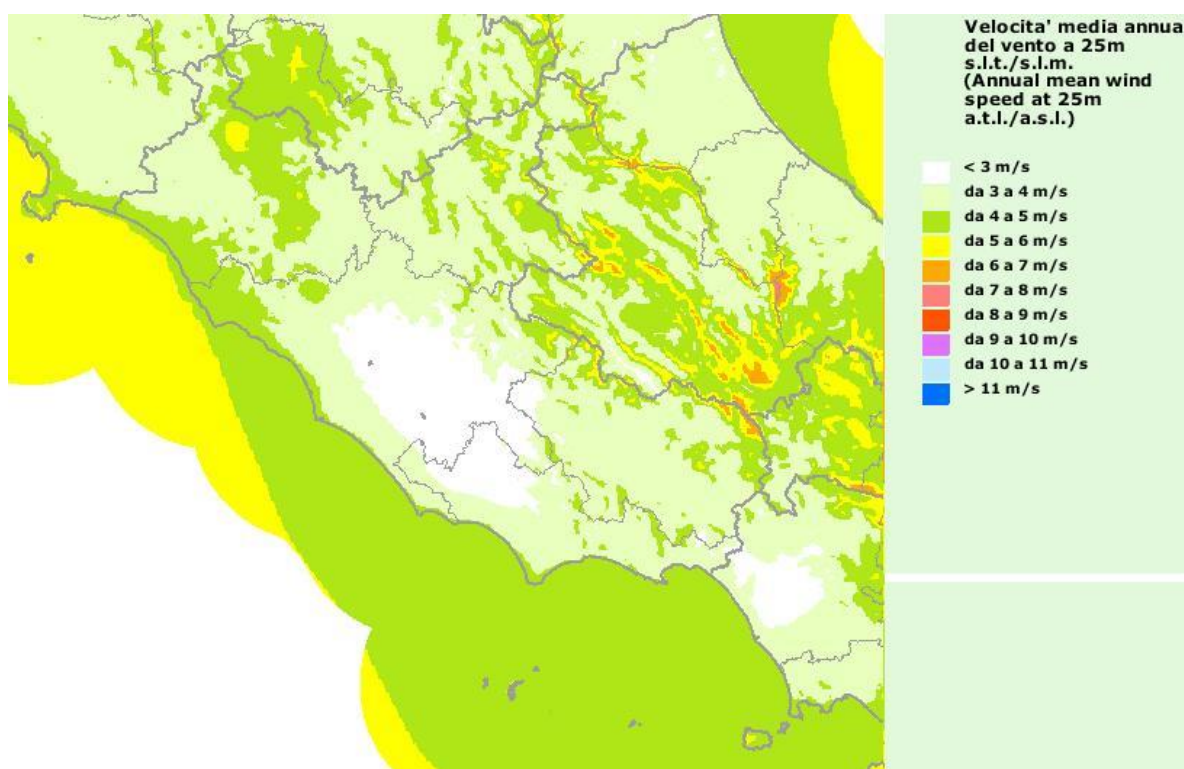 Velocita' media annua
del vento a 25m
s.l.t./s.l.m.
(Annual mean wind
speed at 25m
a.t.l./a.s.l.)
< 3 m/s
da 3 a 4 m/s
da 4 a 5 m/s
da 5 a 6 m/s
da 6 a 7 m/s
da 7 a 8 m/s
da 8 a 9 m/s
da 9 a 10 m/s
da 10 a 11 m/s
> 11 m/s